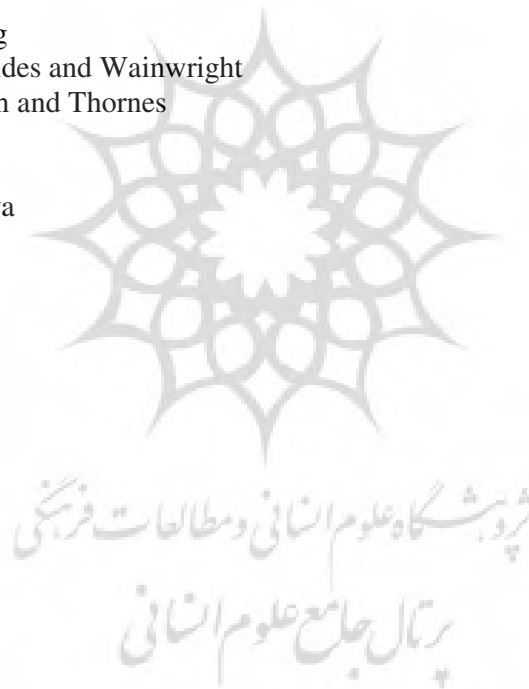 g
des and Wainwright
n and Thornes
a
پژوهشگاه علوم انسانی و مطالعات فرهنگی
پرتال جامع علوم انسانی